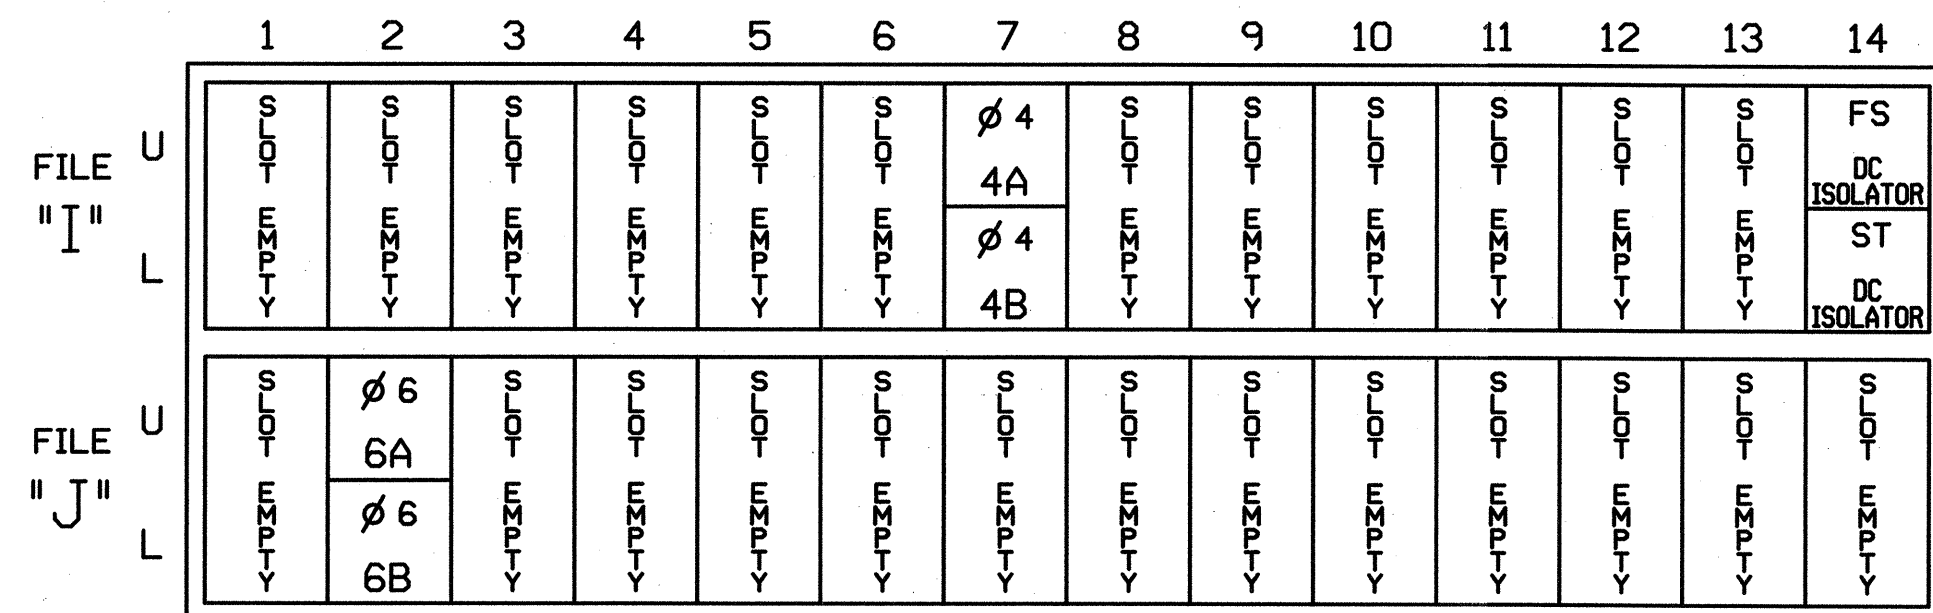 1 2 3 4 5 6 7 8 9 10 11 12 13 14
FILE "I"
U
L
SLOT EMPTY
SLOT EMPTY
SLOT EMPTY
SLOT EMPTY
SLOT EMPTY
SLOT EMPTY
Ø 4
4A
Ø 4
4B
SLOT EMPTY
SLOT EMPTY
SLOT EMPTY
SLOT EMPTY
SLOT EMPTY
SLOT EMPTY
FS
DC
ISOLATOR
ST
DC
ISOLATOR
FILE "J"
U
L
SLOT EMPTY
Ø 6
6A
Ø 6
6B
SLOT EMPTY
SLOT EMPTY
SLOT EMPTY
SLOT EMPTY
SLOT EMPTY
SLOT EMPTY
SLOT EMPTY
SLOT EMPTY
SLOT EMPTY
SLOT EMPTY
SLOT EMPTY
SLOT EMPTY